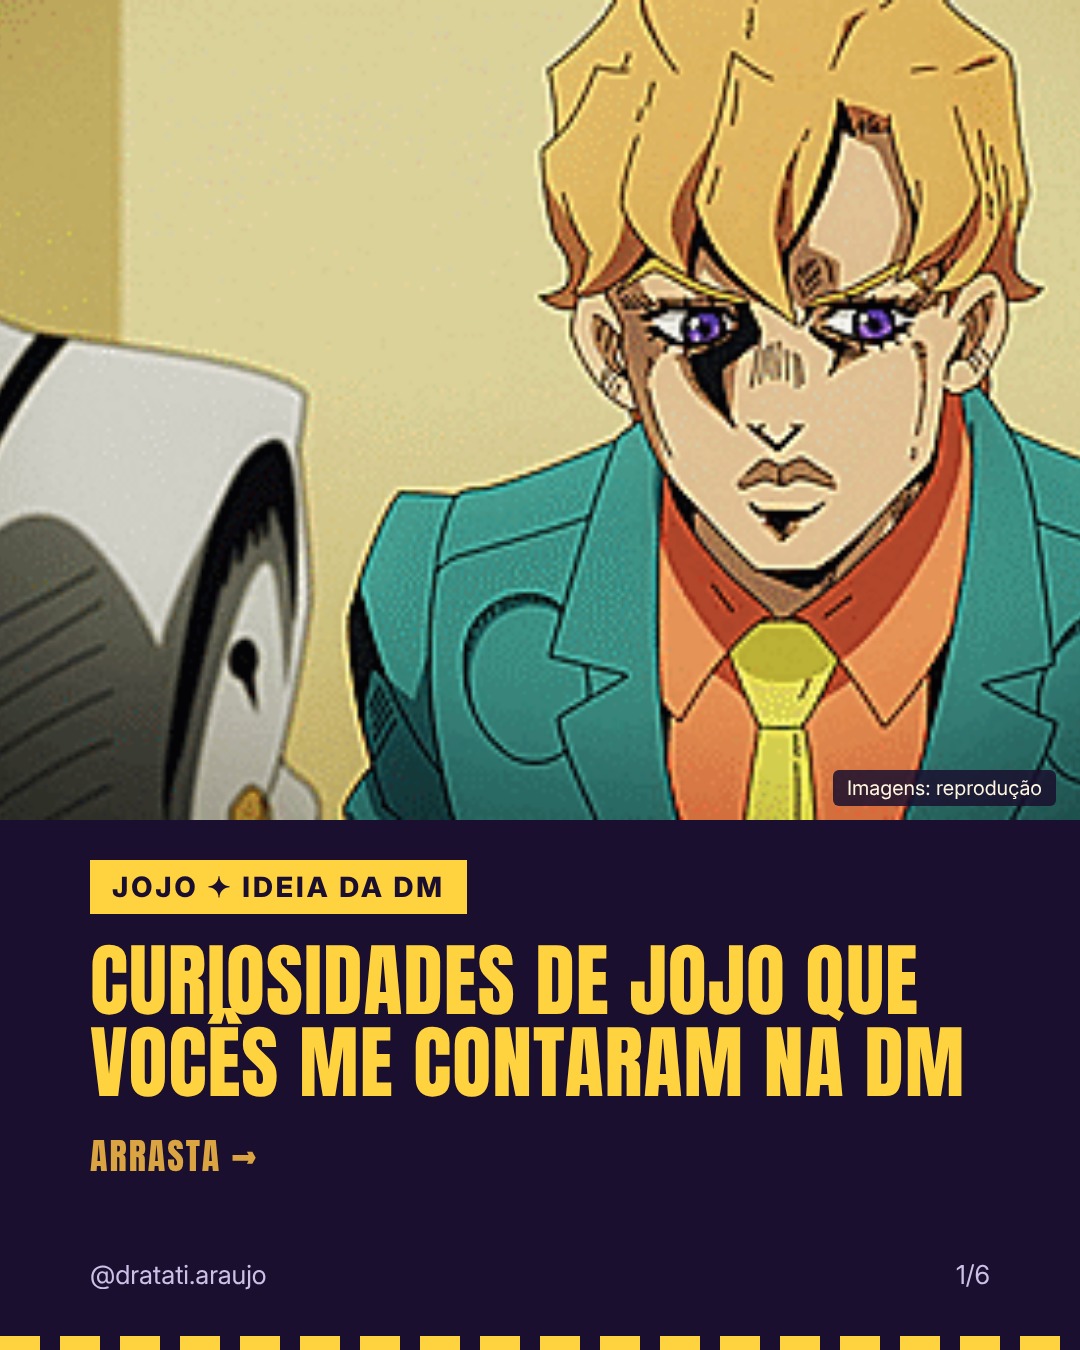 Imagens: reprodução
JOJO ✦ IDEIA DA DM
CURIOSIDADES DE JOJO QUE
VOCÊS ME CONTARAM NA DM
ARRASTA →
@dratati.araujo
1/6